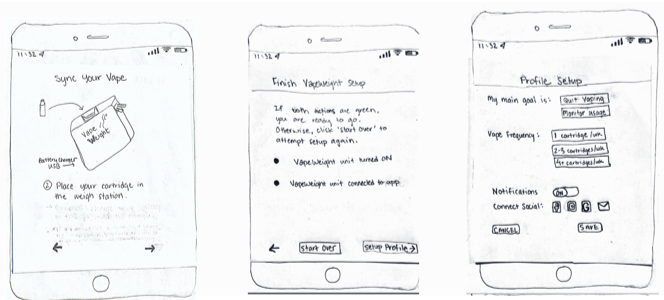 11:52
Sync Your Vape
Vape
Weight
Battery charger
USB
② Place your cartridge in
the weigh station.
11:52
Finish VapeWeight Setup
If both actions are green,
you are ready to go.
Otherwise, click "start over" to
attempt setup again.
VapeWeight unit turned ON
VapeWeight unit connected to app
Start Over
Setup Profile →
11:52
Profile Setup
My main goal is:
Quit Vaping
Monitor usage
Vape Frequency:
1 cartridge/wk
2-3 cartridges/wk
4+ cartridges/wk
Notifications
ON
Connect Social:
CANCEL
SAVE